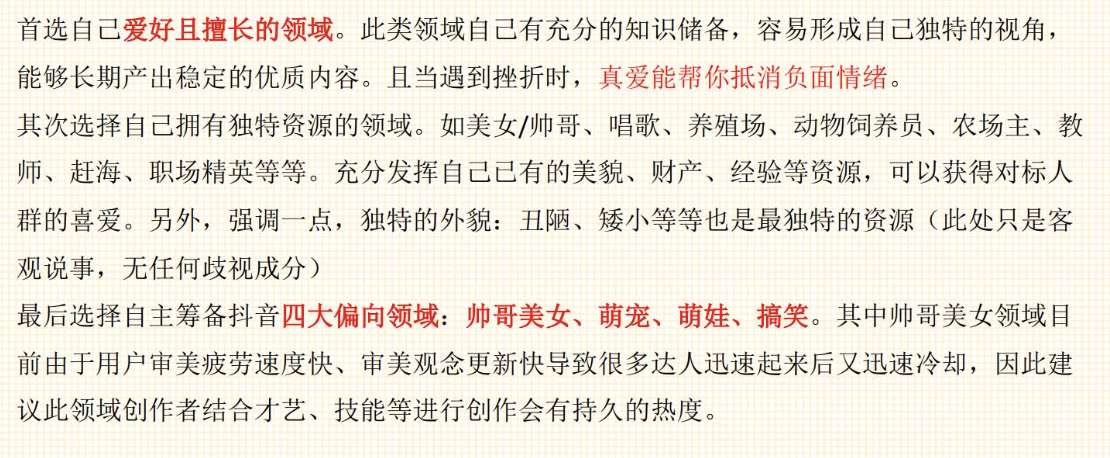 首选自己爱好且擅长的领域。此类领域自己有充分的知识储备，容易形成自己独特的视角，
能够长期产出稳定的优质内容。且当遇到挫折时，真爱能帮你抵消负面情绪。
其次选择自己拥有独特资源的领域。如美女/帅哥、唱歌、养殖场、动物饲养员、农场主、教
师、赶海、职场精英等等。充分发挥自己已有的美貌、财产、经验等资源，可以获得对标人
群的喜爱。另外，强调一点，独特的外貌：丑陋、矮小等等也是最独特的资源（此处只是客
观说事，无任何歧视成分）
最后选择自主筹备抖音四大偏向领域：帅哥美女、萌宠、萌娃、搞笑。其中帅哥美女领域目
前由于用户审美疲劳速度快、审美观念更新快导致很多达人迅速起来后又迅速冷却，因此建
议此领域创作者结合才艺、技能等进行创作会有持久的热度。